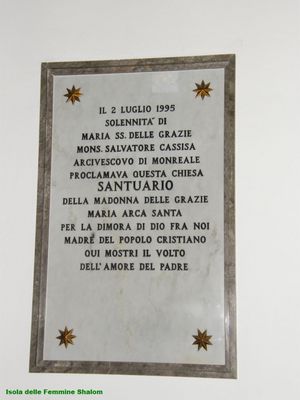 IL 2 LUGLIO 1995
SOLENNITA' DI
MARIA SS. DELLE GRAZIE
MONS. SALVATORE CASSISA
ARCIVESCOVO DI MONREALE
PROCLAMAVA QUESTA CHIESA
SANTUARIO
DELLA MADONNA DELLE GRAZIE
MARIA ARCA SANTA
PER LA DIMORA DI DIO FRA NOI
MADRE DEL POPOLO CRISTIANO
QUI MOSTRI IL VOLTO
DELL'AMORE DEL PADRE
Isola delle Femmine Shalom